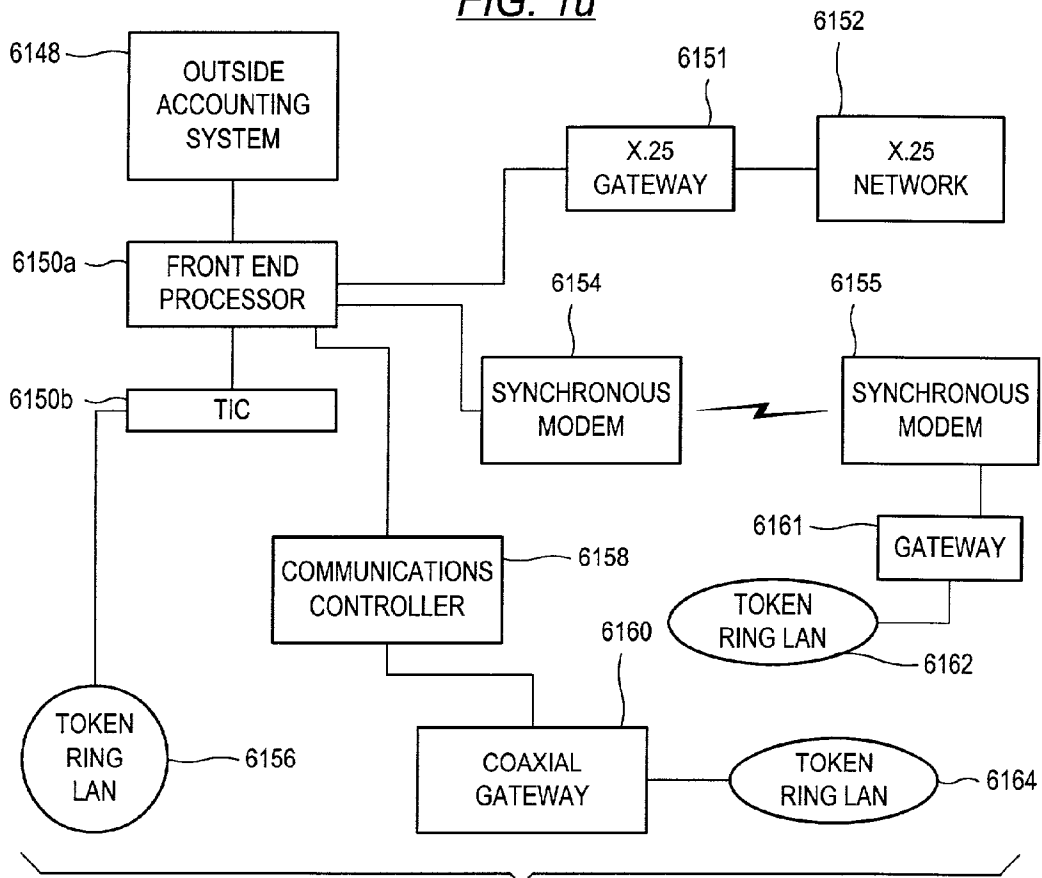 FIG. 1u
6148
OUTSIDE
ACCOUNTING
SYSTEM
6151
6152
X.25
GATEWAY
X.25
NETWORK
6150a
FRONT END
PROCESSOR
6154
6155
6150b
TIC
SYNCHRONOUS
MODEM
SYNCHRONOUS
MODEM
6161
GATEWAY
COMMUNICATIONS
CONTROLLER
6158
TOKEN
RING LAN
6162
6160
TOKEN
RING
LAN
6156
COAXIAL
GATEWAY
TOKEN
RING LAN
6164